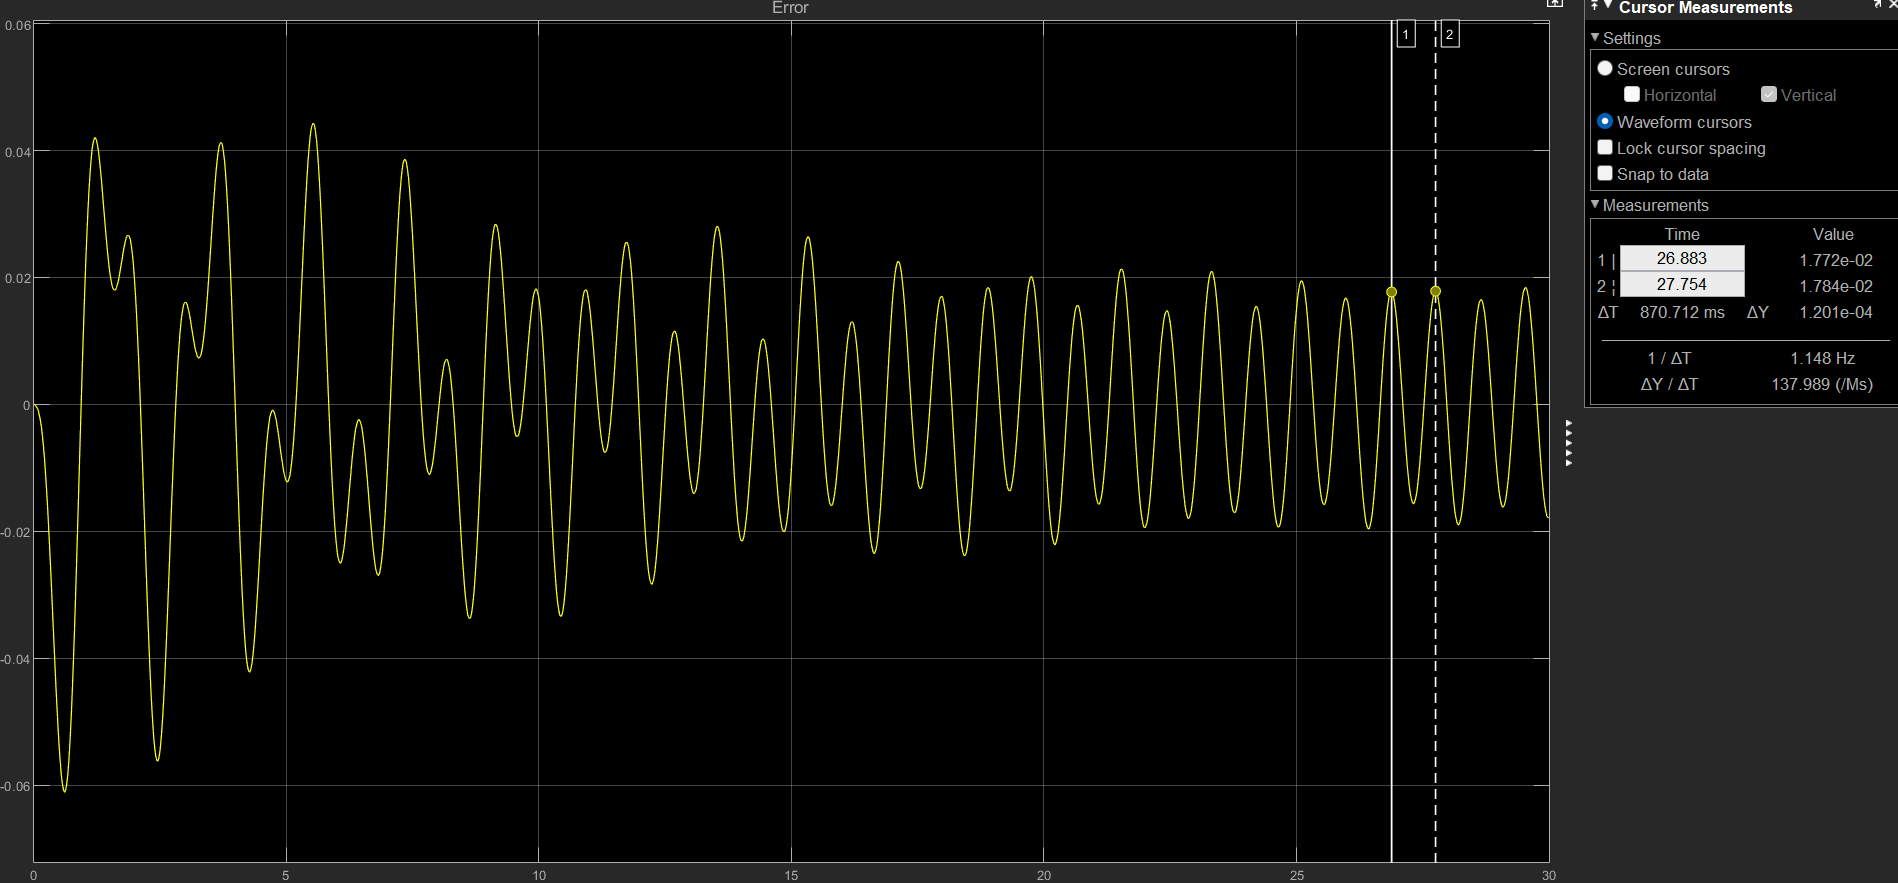 Error
0.06
0.04
0.02
0
-0.02
-0.04
-0.06
0 5 10 15 20 25 30
1 2
Cursor Measurements
Settings
Screen cursors
Horizontal Vertical
Waveform cursors
Lock cursor spacing
Snap to data
Measurements
Time Value
1 | 26.883 1.772e-02
2 ¦ 27.754 1.784e-02
ΔT 870.712 ms ΔY 1.201e-04
1 / ΔT 1.148 Hz
ΔY / ΔT 137.989 (/Ms)